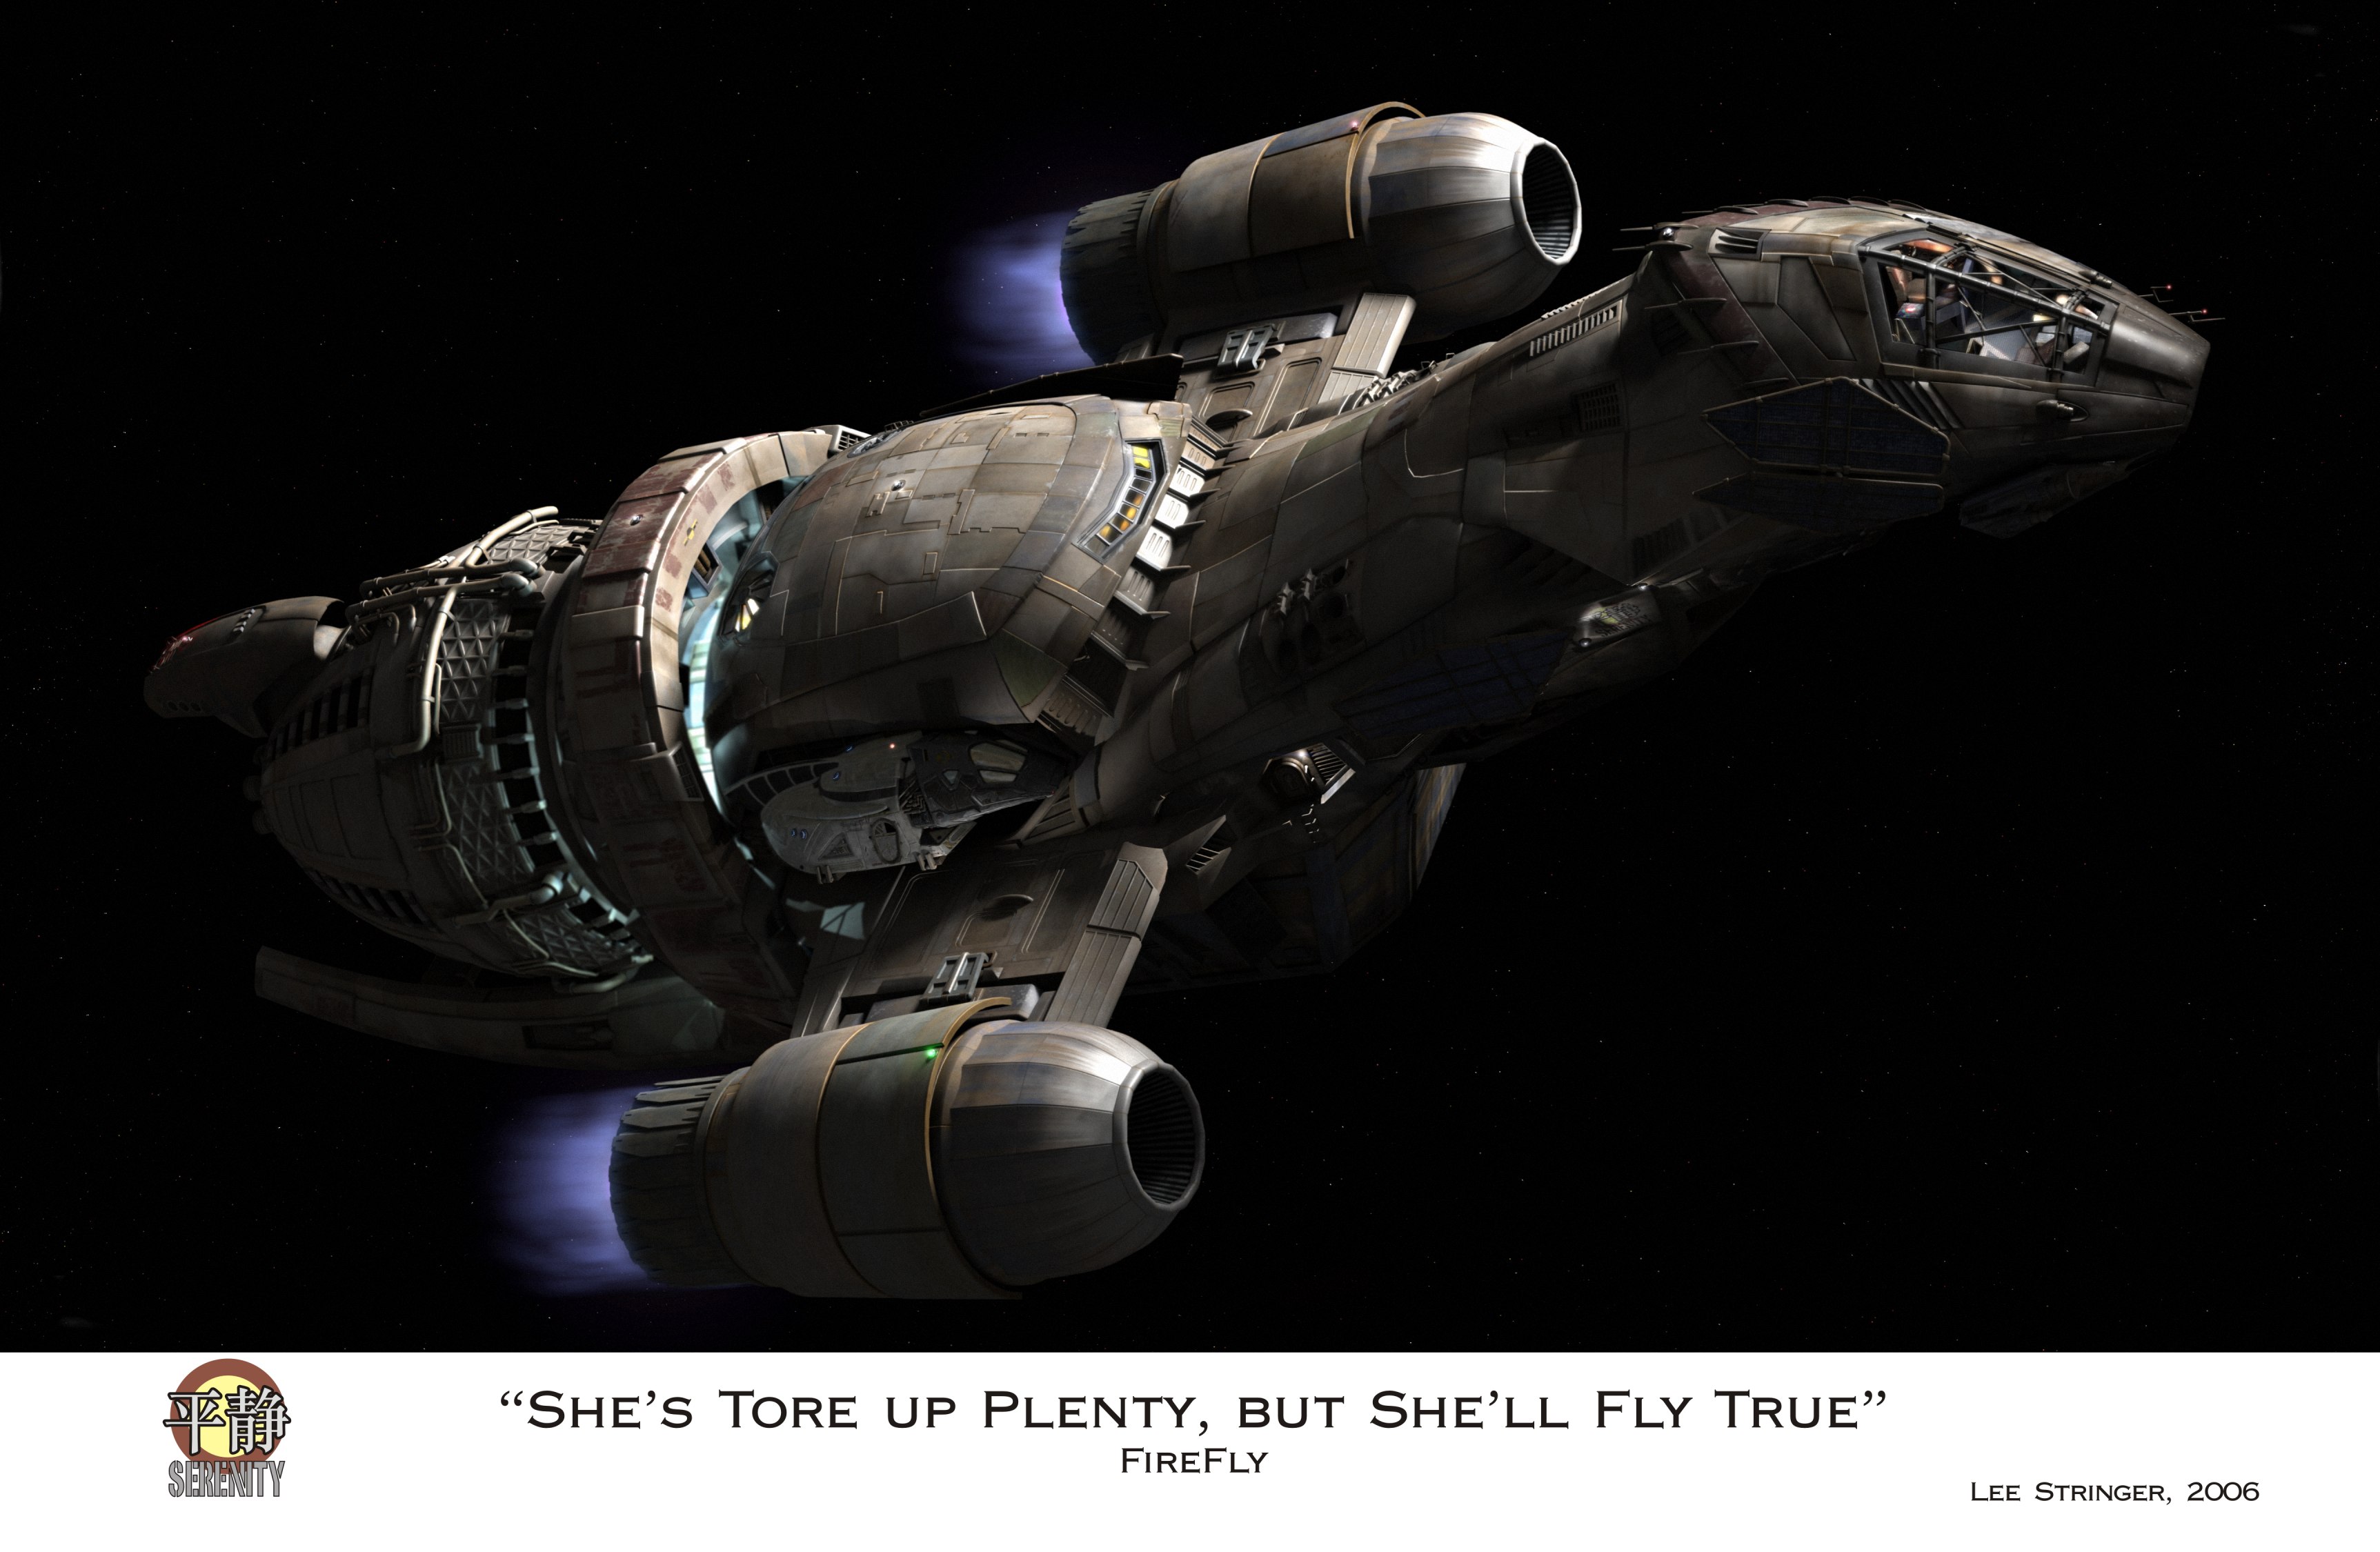 平静
SERENITY
“She’s Tore up Plenty, but She’ll Fly True”
FireFly
Lee Stringer, 2006